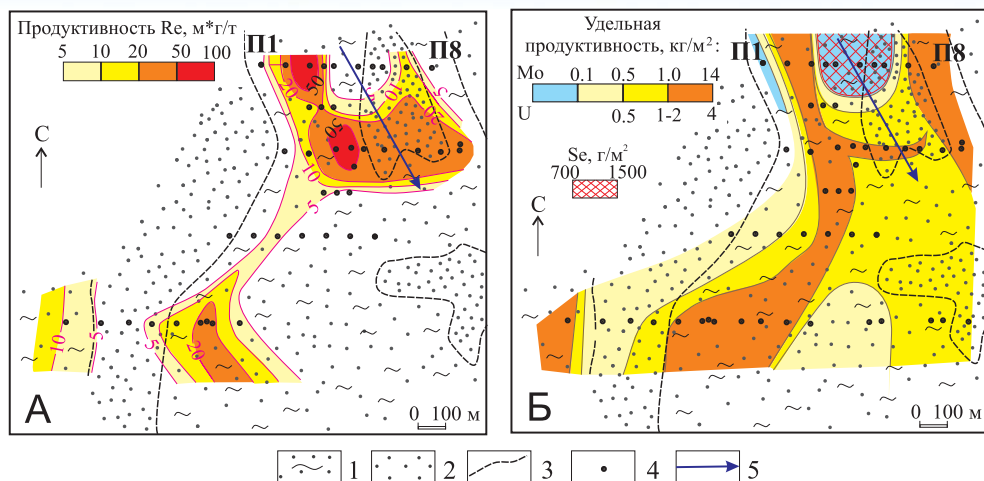 Продуктивность Re, м*г/т
5 10 20 50 100
П1
П8
20
50
10
5
20
50
10
5
С
10
5
5
20
А
0 100 м
Удельная
продуктивность, кг/м²:
Mo 0.1 0.5 1.0 14
U 0.5 1-2 4
Se, г/м²
700 1500
П1
П8
С
Б
0 100 м
1 2 3 4 5